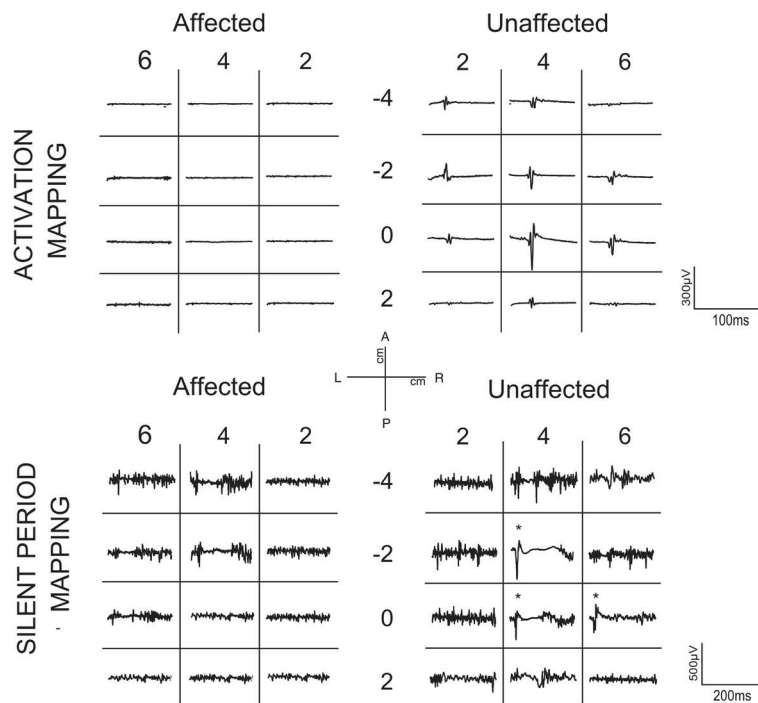 Affected Unaffected
6 4 2 2 4 6
ACTIVATION
MAPPING
-4
-2
0
2
300µV
100ms
A
cm
L cm R
P
Affected Unaffected
6 4 2 2 4 6
SILENT PERIOD
MAPPING
-4
-2
*
0
* *
2
500µV
200ms